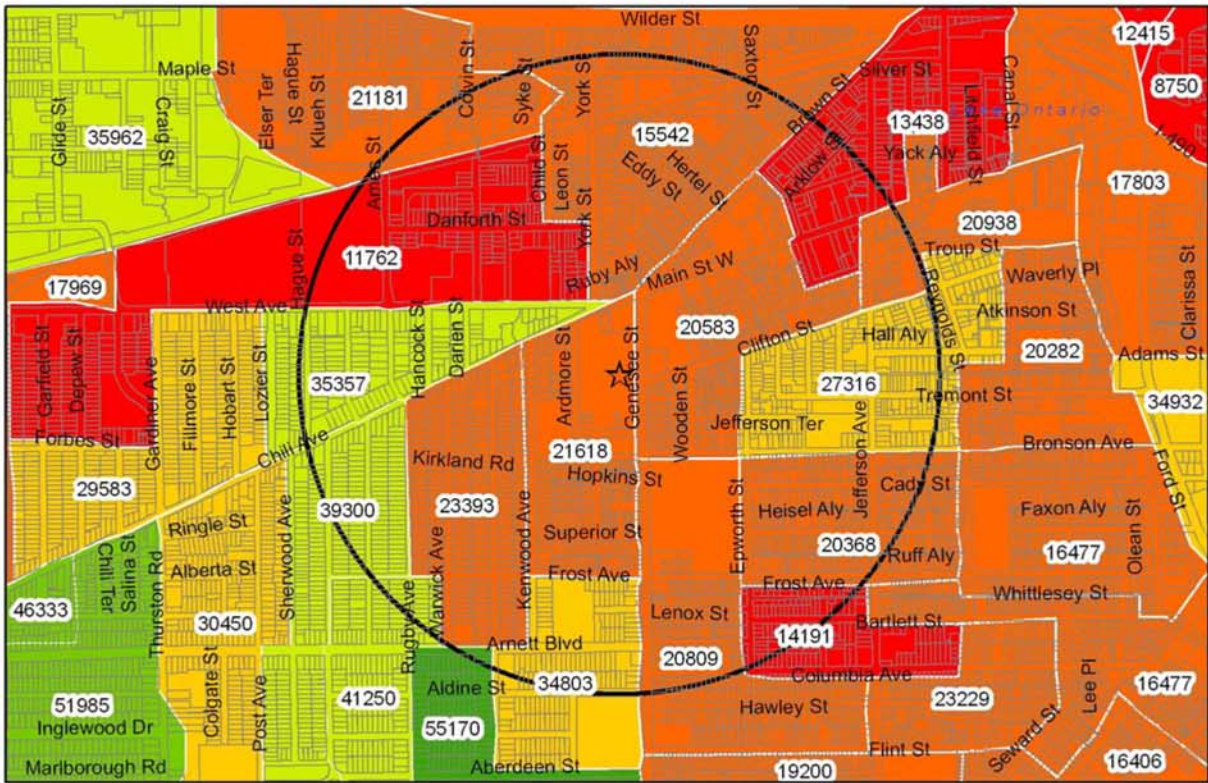 Wilder St
12415
Maple St
Hague St
Elser Ter
Klueh St
21181
Colvin St
Syke St
York St
Saxton St
Brown St
Silver St
Canal St
8750
35962
Glide St
Craig St
15542
13438
Litchfield St
Ontario
I-490
Ames St
Child St
Leon St
Eddy St
Hertel St
Arklow St
Yack Aly
17803
Danforth St
York St
20938
Troup St
11762
Hague St
Ruby Aly
Main St W
Waverly Pl
17969
West Ave
Reynolds St
Atkinson St
Clarissa St
Garfield St
Depew St
Gardiner Ave
Fillmore St
Hobart St
Lozier St
35357
Hancock St
Darien St
Ardmore St
Genesee St
20583
Clifton St
Hall Aly
20282
Adams St
27316
Tremont St
34932
Forbes St
Chili Ave
Wooden St
Jefferson Ter
Jefferson Ave
Bronson Ave
21618
Kirkland Rd
Hopkins St
Ford St
29583
39300
23393
Epworth St
Heisel Aly
Cady St
Faxon Aly
Olean St
Ringle St
Sherwood Ave
Superior St
20368
Ruff Aly
16477
Chili Ter
Salina St
Thurston Rd
Alberta St
Warwick Ave
Kenwood Ave
Frost Ave
Frost Ave
Whittlesey St
46333
30450
Rugby Ave
Lenox St
14191
Bartlett St
Arnett Blvd
20809
Columbia Ave
Lee Pl
16477
51985
Colgate St
Post Ave
41250
Aldine St
34803
23229
Inglewood Dr
55170
Hawley St
Seward St
Marlborough Rd
Aberdeen St
Flint St
19200
16406